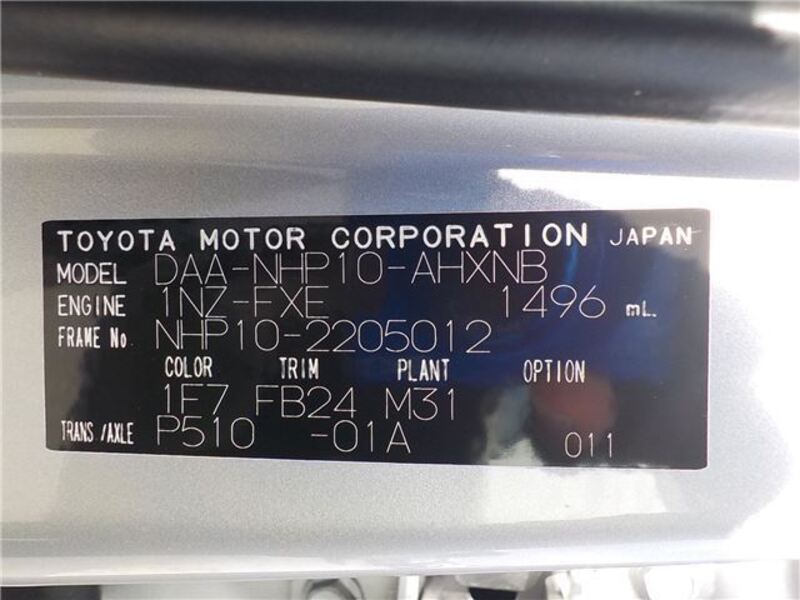 TOYOTA MOTOR CORPORATION JAPAN
MODEL DAA-NHP10-AHXNB
ENGINE 1NZ-FXE 1496 mL.
FRAME No NHP10-2205012
COLOR TRIM PLANT OPTION
1F7 FB24 M31
TRANS/AXLE P510 -01A 011